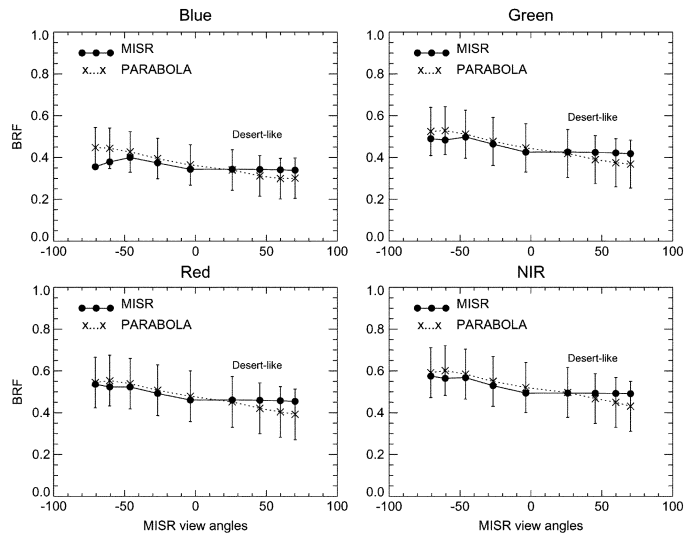 Blue
Green
1.0
0.8
0.6
0.4
0.2
0.0
BRF
MISR
x...x PARABOLA
Desert-like
-100
-50
0
50
100
1.0
0.8
0.6
0.4
0.2
0.0
MISR
x...x PARABOLA
Desert-like
-100
-50
0
50
100
Red
NIR
1.0
0.8
0.6
0.4
0.2
0.0
BRF
MISR
x...x PARABOLA
Desert-like
-100
-50
0
50
100
MISR view angles
1.0
0.8
0.6
0.4
0.2
0.0
MISR
x...x PARABOLA
Desert-like
-100
-50
0
50
100
MISR view angles